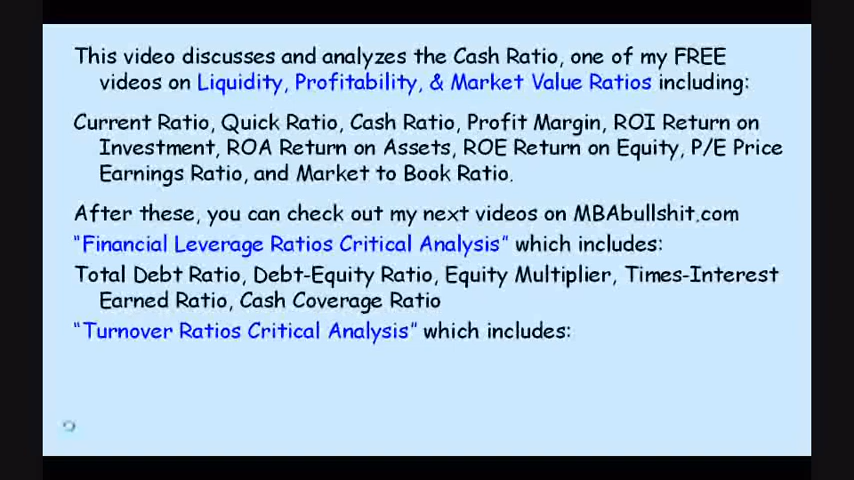 This video discusses and analyzes the Cash Ratio, one of my FREE
videos on Liquidity, Profitability, & Market Value Ratios including:
Current Ratio, Quick Ratio, Cash Ratio, Profit Margin, ROI Return on
Investment, ROA Return on Assets, ROE Return on Equity, P/E Price
Earnings Ratio, and Market to Book Ratio.
After these, you can check out my next videos on MBAbullshit.com
“Financial Leverage Ratios Critical Analysis” which includes:
Total Debt Ratio, Debt-Equity Ratio, Equity Multiplier, Times-Interest
Earned Ratio, Cash Coverage Ratio
“Turnover Ratios Critical Analysis” which includes: